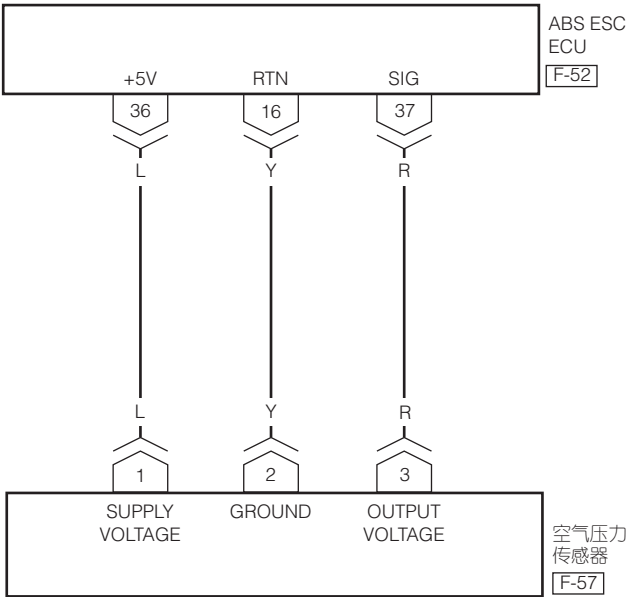 ABS ESC
ECU
F-52
+5V RTN SIG
36 16 37
L Y R
L Y R
1 2 3
SUPPLY VOLTAGE
GROUND
OUTPUT VOLTAGE
空气压力
传感器
F-57